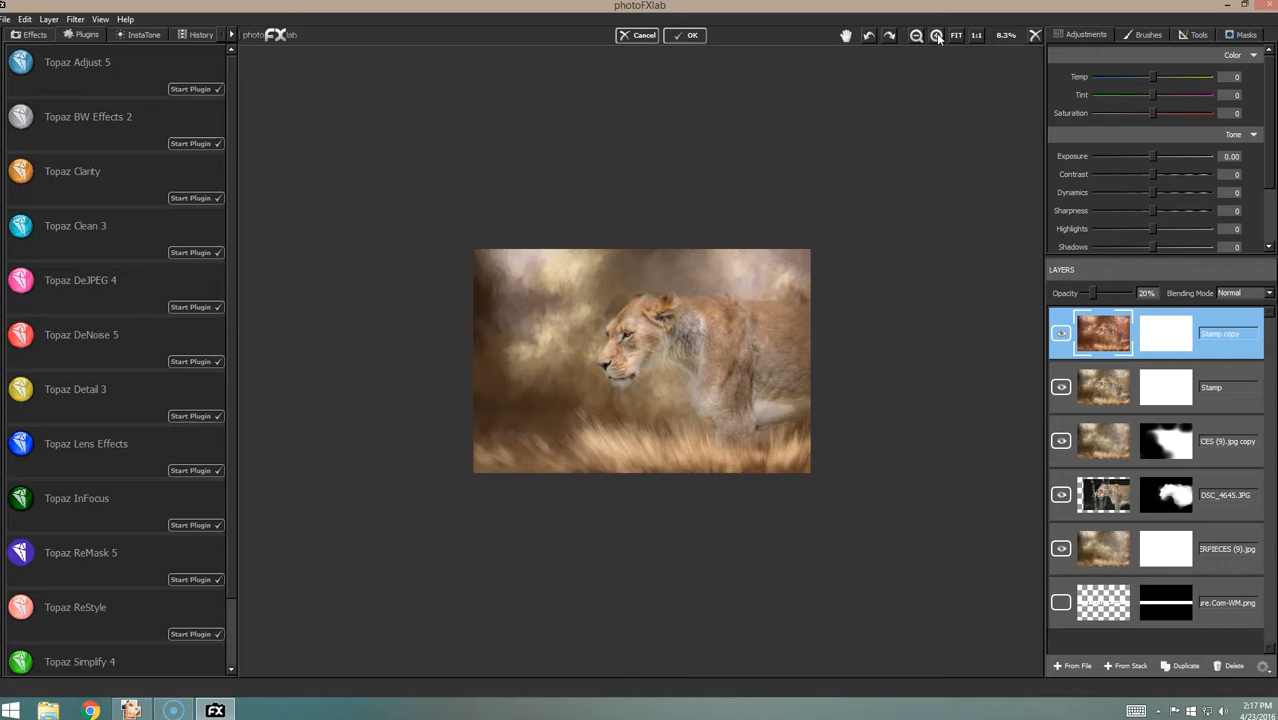 photoFXlab
File Edit Layer Filter View Help
Effects Plugins InstaTone History
photoFXlab
Cancel OK
FIT 1:1 8.3%
Adjustments Brushes Tools Masks
Topaz Adjust 5
Start Plugin
Topaz BW Effects 2
Start Plugin
Topaz Clarity
Start Plugin
Topaz Clean 3
Start Plugin
Topaz DeJPEG 4
Start Plugin
Topaz DeNoise 5
Start Plugin
Topaz Detail 3
Start Plugin
Topaz Lens Effects
Start Plugin
Topaz InFocus
Start Plugin
Topaz ReMask 5
Start Plugin
Topaz ReStyle
Start Plugin
Topaz Simplify 4
Color
Temp 0
Tint 0
Saturation 0
Tone
Exposure 0.00
Contrast 0
Dynamics 0
Sharpness 0
Highlights 0
Shadows 0
LAYERS
Opacity 20% Blending Mode Normal
Stamp copy
Stamp
CES (9).jpg copy
DSC_4645.JPG
ERPIECES (9).jpg
ure.Com-WM.png
From File From Stack Duplicate Delete
FX
2:17 PM
4/23/2016